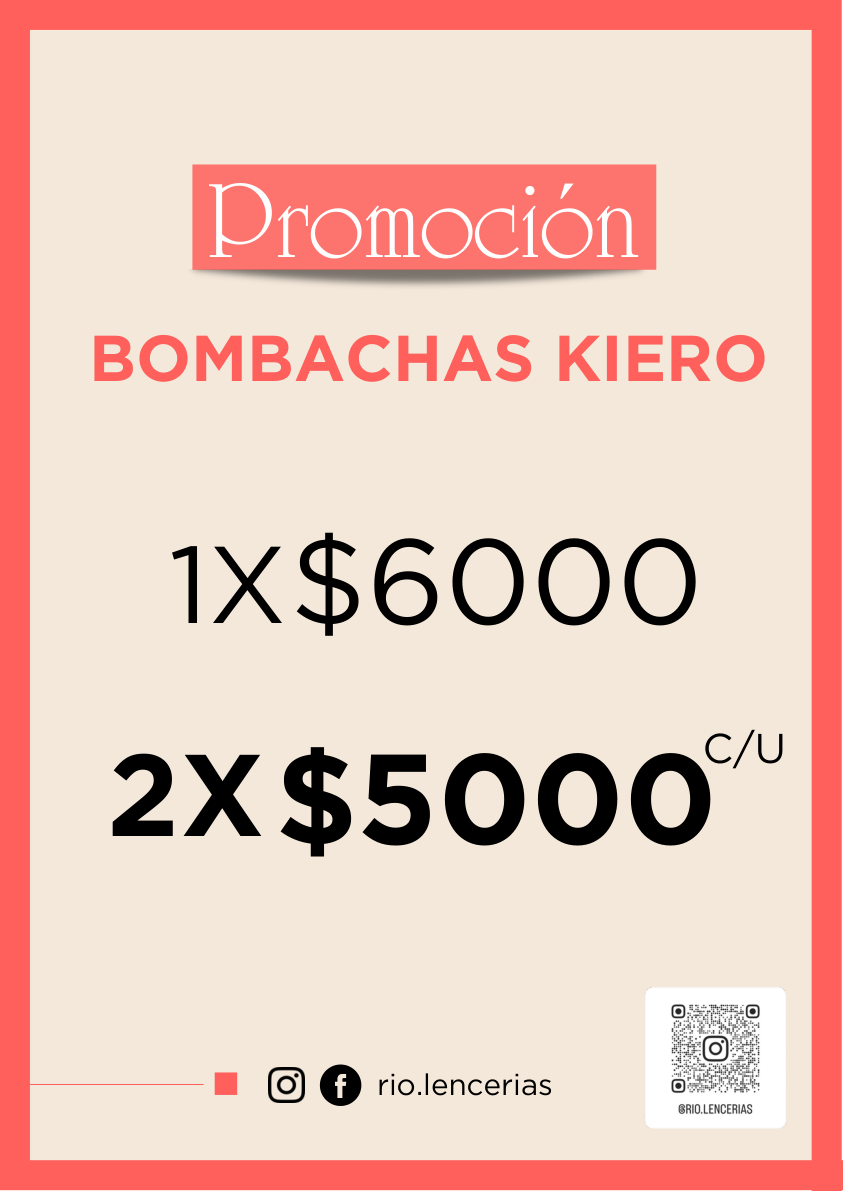 Promoción
BOMBACHAS KIERO
1X$6000
2X$5000 C/U
rio.lencerias
@RIO.LENCERIAS